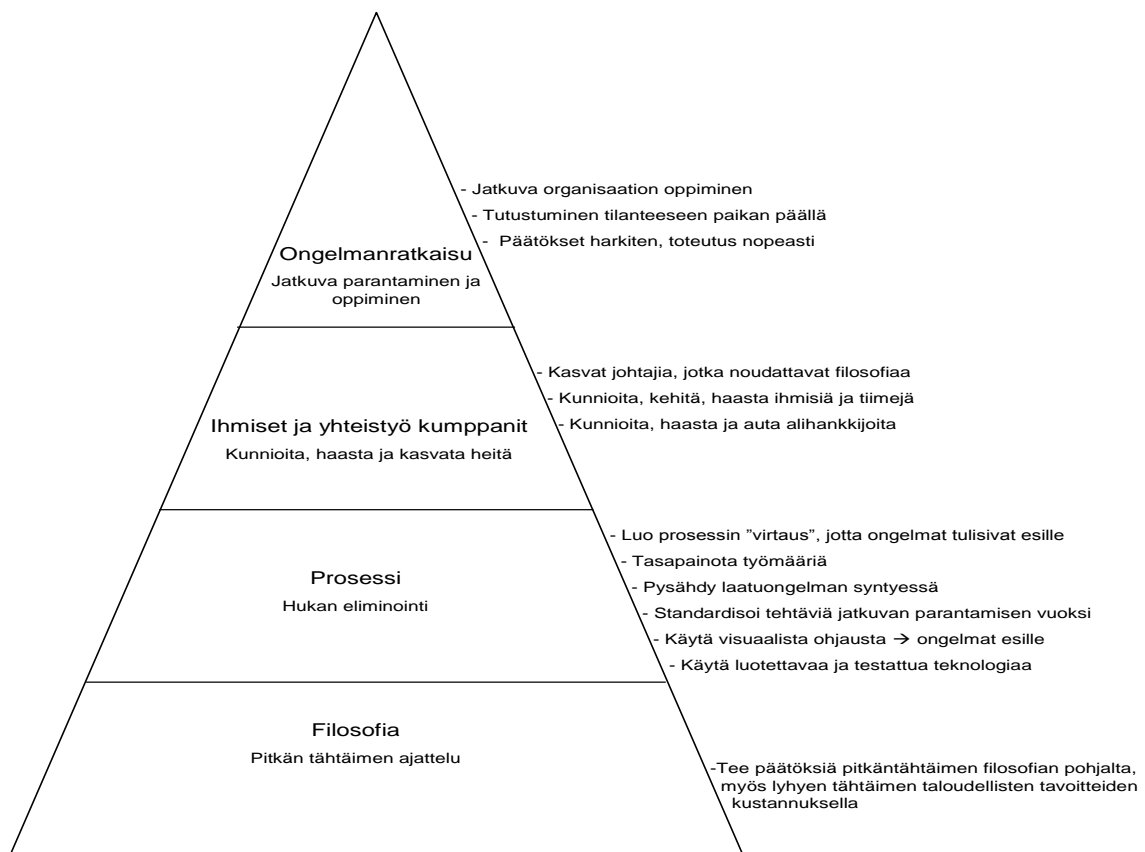 - Jatkuva organisaation oppiminen
- Tutustuminen tilanteeseen paikan päällä
- Päätökset harkiten, toteutus nopeasti
Ongelmanratkaisu
Jatkuva parantaminen ja
oppiminen
- Kasvat johtajia, jotka noudattavat filosofiaa
- Kunnioita, kehitä, haasta ihmisiä ja tiimejä
- Kunnioita, haasta ja auta alihankkijoita
Ihmiset ja yhteistyö kumppanit
Kunnioita, haasta ja kasvata heitä
- Luo prosessin ”virtaus”, jotta ongelmat tulisivat esille
- Tasapainota työmääriä
- Pysähdy laatuongelman syntyessä
- Standardisoi tehtäviä jatkuvan parantamisen vuoksi
- Käytä visuaalista ohjausta → ongelmat esille
- Käytä luotettavaa ja testattua teknologiaa
Prosessi
Hukan eliminointi
Filosofia
Pitkän tähtäimen ajattelu
-Tee päätöksiä pitkäntähtäimen filosofian pohjalta,
myös lyhyen tähtäimen taloudellisten tavoitteiden
kustannuksella